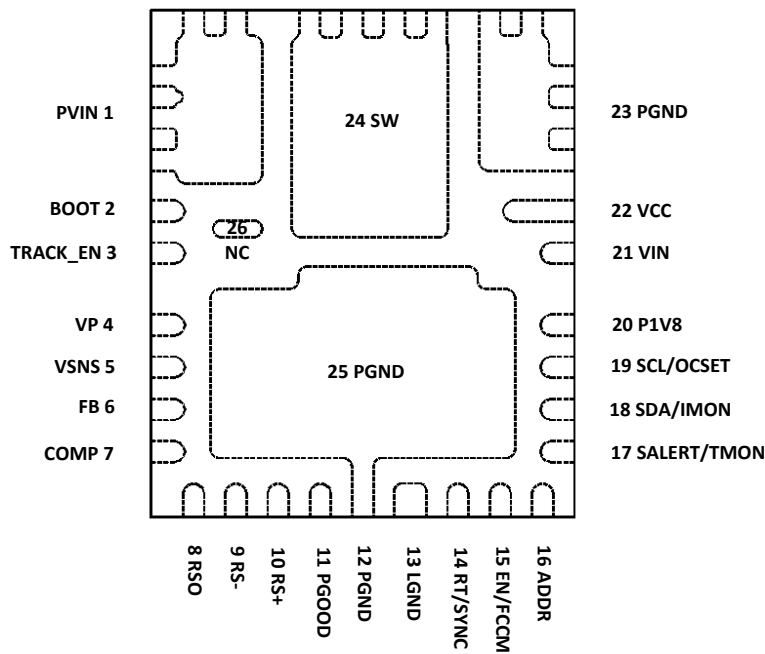 PVIN 1
24 SW
23 PGND
BOOT 2
26
22 VCC
TRACK_EN 3
NC
21 VIN
VP 4
20 P1V8
VSNS 5
25 PGND
19 SCL/OCSET
FB 6
18 SDA/IMON
COMP 7
17 SALERT/TMON
8 RSO
9 RS-
10 RS+
11 PGOOD
12 PGND
13 LGND
14 RT/SYNC
15 EN/FCCM
16 ADDR